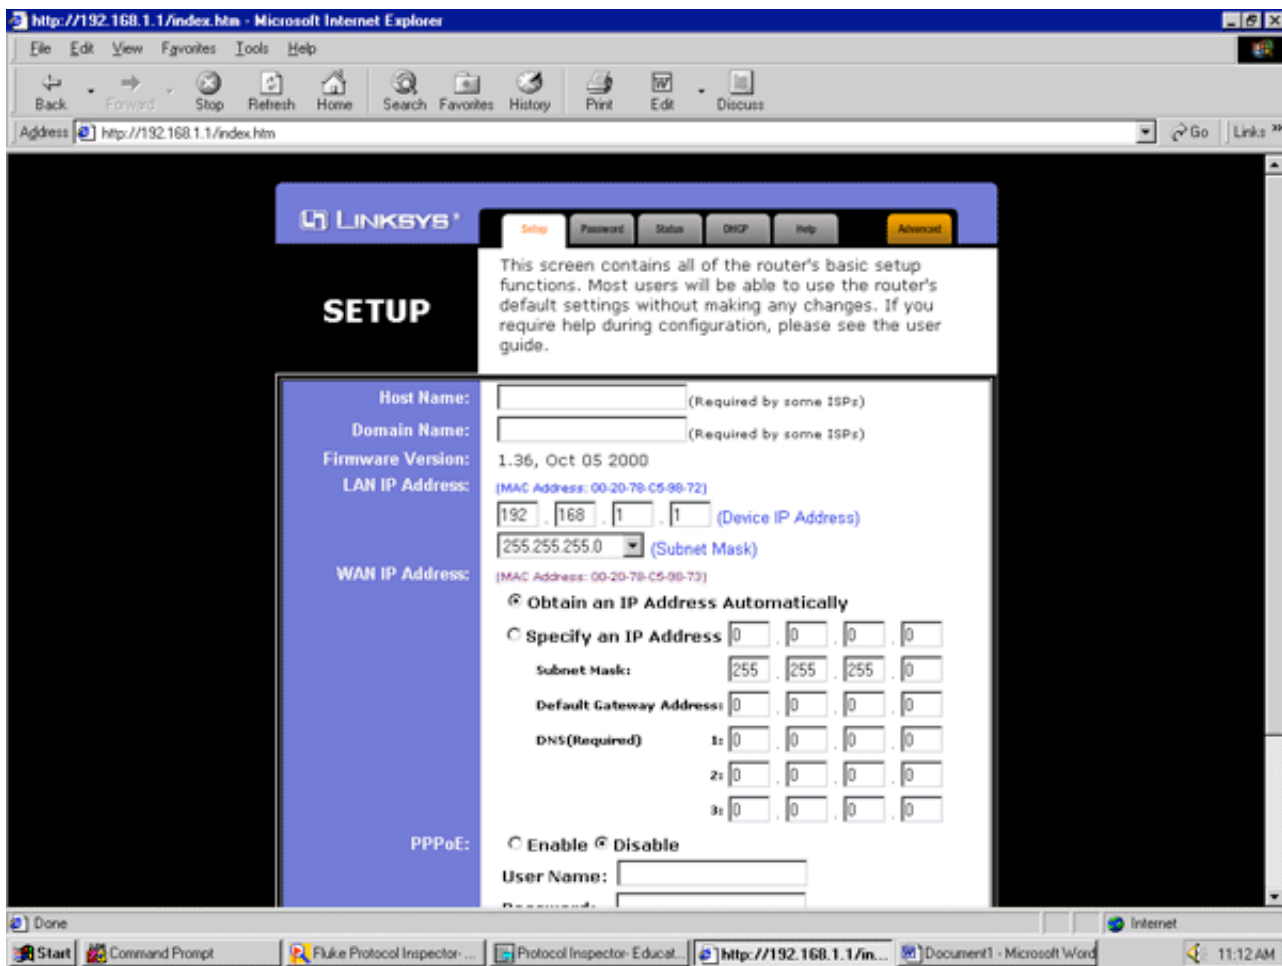 http://192.168.1.1/index.htm - Microsoft Internet Explorer
File Edit View Favorites Tools Help
Back Forward Stop Refresh Home Search Favorites History Print Edit Discuss
Address http://192.168.1.1/index.htm Go Links »
LINKSYS®
Setup Password Status DHCP Help Advanced
SETUP
This screen contains all of the router's basic setup
functions. Most users will be able to use the router's
default settings without making any changes. If you
require help during configuration, please see the user
guide.
Host Name: (Required by some ISPs)
Domain Name: (Required by some ISPs)
Firmware Version: 1.36, Oct 05 2000
LAN IP Address: (MAC Address: 00-20-78-C5-98-72)
192 . 168 . 1 . 1 (Device IP Address)
255.255.255.0 (Subnet Mask)
WAN IP Address: (MAC Address: 00-20-78-C5-98-73)
Obtain an IP Address Automatically
Specify an IP Address 0 . 0 . 0 . 0
Subnet Mask: 255 . 255 . 255 . 0
Default Gateway Address: 0 . 0 . 0 . 0
DNS(Required) 1: 0 . 0 . 0 . 0
2: 0 . 0 . 0 . 0
3: 0 . 0 . 0 . 0
PPPoE: Enable Disable
User Name:
Password:
Done Internet
Start Command Prompt Fluke Protocol Inspector-... Protocol Inspector- Educat... http://192.168.1.1/in... Document1 - Microsoft Word 11:12 AM